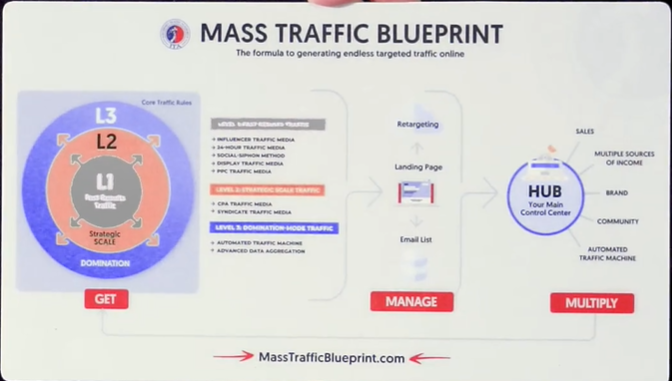 MASS TRAFFIC BLUEPRINT
The formula to generating endless targeted traffic online
Core Traffic Rules
L3
L2
L1
Traffic
Strategic
SCALE
DOMINATION
GET
INFLUENCER TRAFFIC MEDIA
24-HOUR TRAFFIC MEDIA
SOCIAL-SIPHON METHOD
DISPLAY TRAFFIC MEDIA
PPC TRAFFIC MEDIA
LEVEL 2: STRATEGIC SCALE TRAFFIC
CPA TRAFFIC MEDIA
SYNDICATE TRAFFIC MEDIA
LEVEL 3: DOMINATION-MODE TRAFFIC
AUTOMATED TRAFFIC MACHINE
ADVANCED DATA AGGREGATION
Retargeting
Landing Page
Email List
MANAGE
HUB
Your Main
Control Center
SALES
MULTIPLE SOURCES
OF INCOME
BRAND
COMMUNITY
AUTOMATED
TRAFFIC MACHINE
MULTIPLY
MassTrafficBlueprint.com